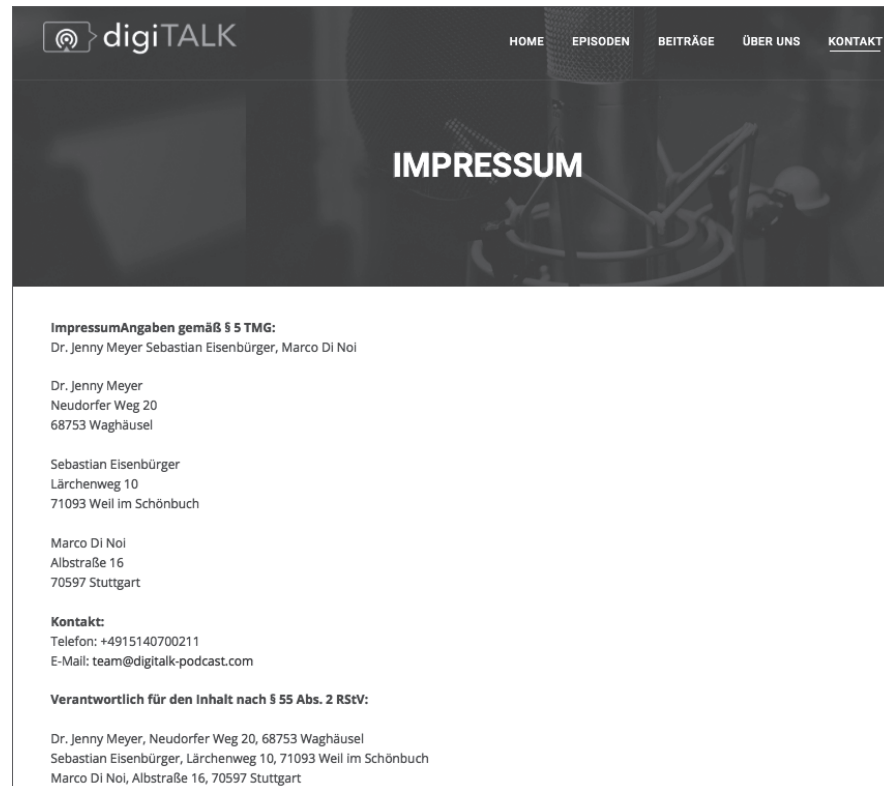 digiTALK
HOME EPISODEN BEITRÄGE ÜBER UNS KONTAKT
IMPRESSUM
ImpressumAngaben gemäß § 5 TMG:
Dr. Jenny Meyer Sebastian Eisenbürger, Marco Di Noi
Dr. Jenny Meyer
Neudorfer Weg 20
68753 Waghäusel
Sebastian Eisenbürger
Lärchenweg 10
71093 Weil im Schönbuch
Marco Di Noi
Albstraße 16
70597 Stuttgart
Kontakt:
Telefon: +4915140700211
E-Mail: team@digitalk-podcast.com
Verantwortlich für den Inhalt nach § 55 Abs. 2 RStV:
Dr. Jenny Meyer, Neudorfer Weg 20, 68753 Waghäusel
Sebastian Eisenbürger, Lärchenweg 10, 71093 Weil im Schönbuch
Marco Di Noi, Albstraße 16, 70597 Stuttgart